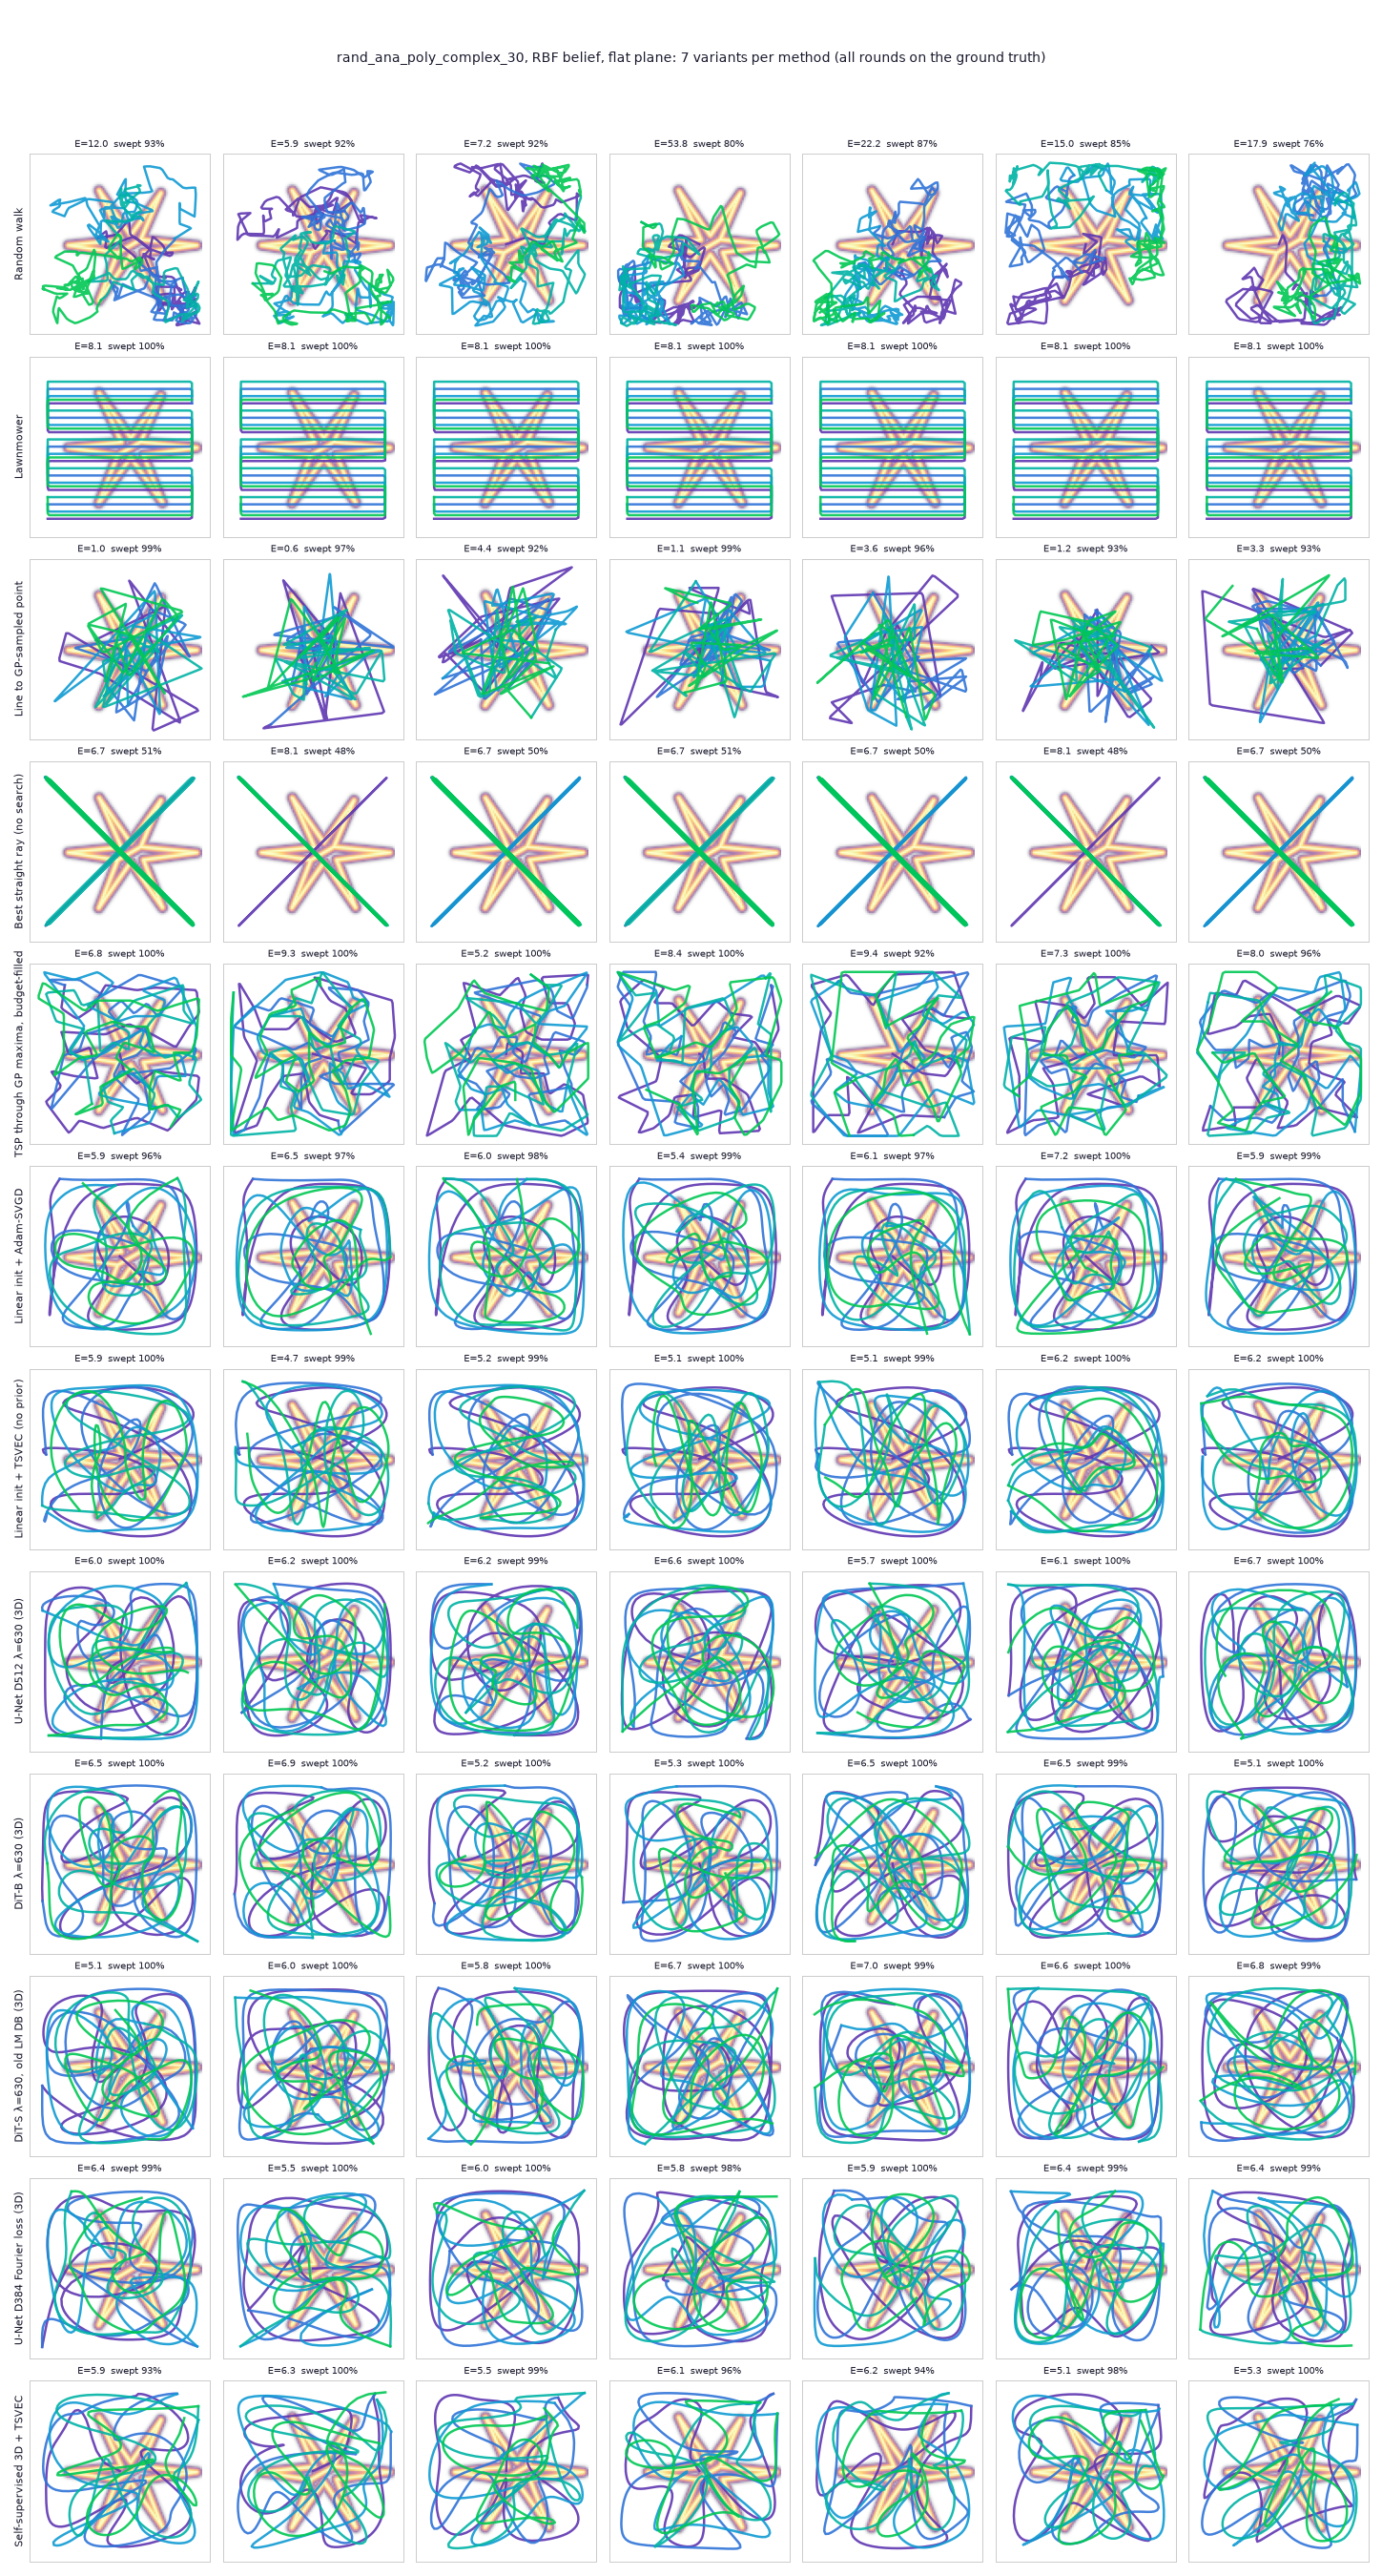 rand_ana_poly_complex_30, RBF belief, flat plane: 7 variants per method (all rounds on the ground truth)
E=12.0 swept 93% E=5.9 swept 92% E=7.2 swept 92% E=53.8 swept 80% E=22.2 swept 87% E=15.0 swept 85% E=17.9 swept 76%
Random walk
E=8.1 swept 100% E=8.1 swept 100% E=8.1 swept 100% E=8.1 swept 100% E=8.1 swept 100% E=8.1 swept 100% E=8.1 swept 100%
Lawnmower
E=1.0 swept 99% E=0.6 swept 97% E=4.4 swept 92% E=1.1 swept 99% E=3.6 swept 96% E=1.2 swept 93% E=3.3 swept 93%
Line to GP-sampled point
E=6.7 swept 51% E=8.1 swept 48% E=6.7 swept 50% E=6.7 swept 51% E=6.7 swept 50% E=8.1 swept 48% E=6.7 swept 50%
Best straight ray (no search)
E=6.8 swept 100% E=9.3 swept 100% E=5.2 swept 100% E=8.4 swept 100% E=9.4 swept 92% E=7.3 swept 100% E=8.0 swept 96%
TSP through GP maxima, budget-filled
E=5.9 swept 96% E=6.5 swept 97% E=6.0 swept 98% E=5.4 swept 99% E=6.1 swept 97% E=7.2 swept 100% E=5.9 swept 99%
Linear init + Adam-SVGD
E=5.9 swept 100% E=4.7 swept 99% E=5.2 swept 99% E=5.1 swept 100% E=5.1 swept 99% E=6.2 swept 100% E=6.2 swept 100%
Linear init + TSVEC (no prior)
E=6.0 swept 100% E=6.2 swept 100% E=6.2 swept 99% E=6.6 swept 100% E=5.7 swept 100% E=6.1 swept 100% E=6.7 swept 100%
U-Net D512 λ=630 (3D)
E=6.5 swept 100% E=6.9 swept 100% E=5.2 swept 100% E=5.3 swept 100% E=6.5 swept 100% E=6.5 swept 99% E=5.1 swept 100%
DiT-B λ=630 (3D)
E=5.1 swept 100% E=6.0 swept 100% E=5.8 swept 100% E=6.7 swept 100% E=7.0 swept 99% E=6.6 swept 100% E=6.8 swept 99%
DiT-S λ=630, old LM DB (3D)
E=6.4 swept 99% E=5.5 swept 100% E=6.0 swept 100% E=5.8 swept 98% E=5.9 swept 100% E=6.4 swept 99% E=6.4 swept 99%
U-Net D384 Fourier loss (3D)
E=5.9 swept 93% E=6.3 swept 100% E=5.5 swept 99% E=6.1 swept 96% E=6.2 swept 94% E=5.1 swept 98% E=5.3 swept 100%
Self-supervised 3D + TSVEC